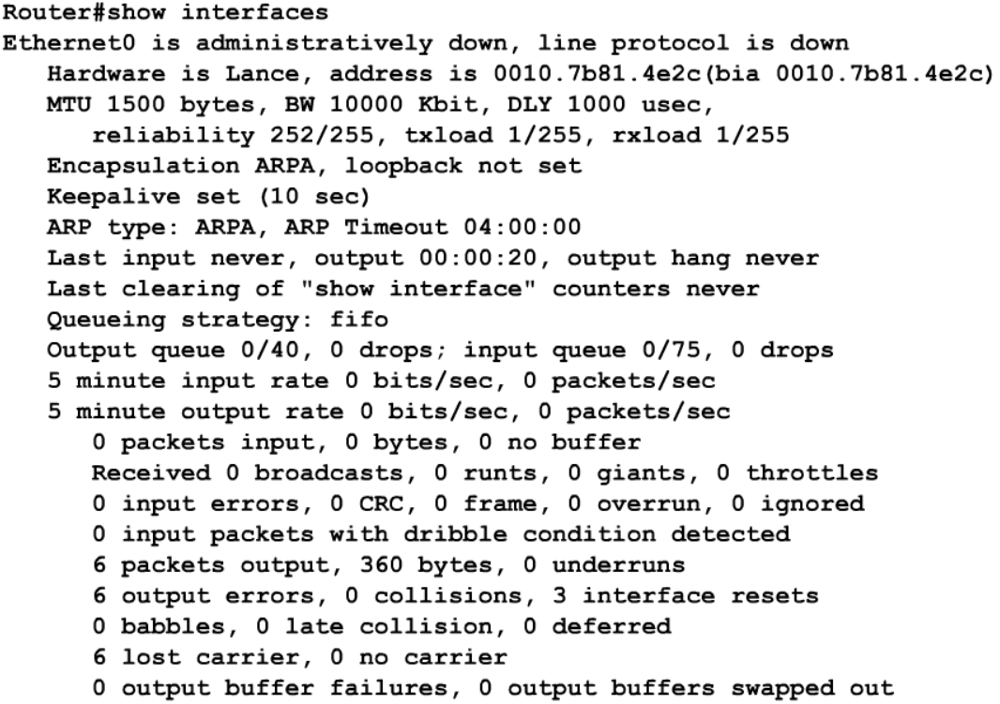 Router#show interfaces
Ethernet0 is administratively down, line protocol is down
Hardware is Lance, address is 0010.7b81.4e2c(bia 0010.7b81.4e2c)
MTU 1500 bytes, BW 10000 Kbit, DLY 1000 usec,
reliability 252/255, txload 1/255, rxload 1/255
Encapsulation ARPA, loopback not set
Keepalive set (10 sec)
ARP type: ARPA, ARP Timeout 04:00:00
Last input never, output 00:00:20, output hang never
Last clearing of "show interface" counters never
Queueing strategy: fifo
Output queue 0/40, 0 drops; input queue 0/75, 0 drops
5 minute input rate 0 bits/sec, 0 packets/sec
5 minute output rate 0 bits/sec, 0 packets/sec
0 packets input, 0 bytes, 0 no buffer
Received 0 broadcasts, 0 runts, 0 giants, 0 throttles
0 input errors, 0 CRC, 0 frame, 0 overrun, 0 ignored
0 input packets with dribble condition detected
6 packets output, 360 bytes, 0 underruns
6 output errors, 0 collisions, 3 interface resets
0 babbles, 0 late collision, 0 deferred
6 lost carrier, 0 no carrier
0 output buffer failures, 0 output buffers swapped out